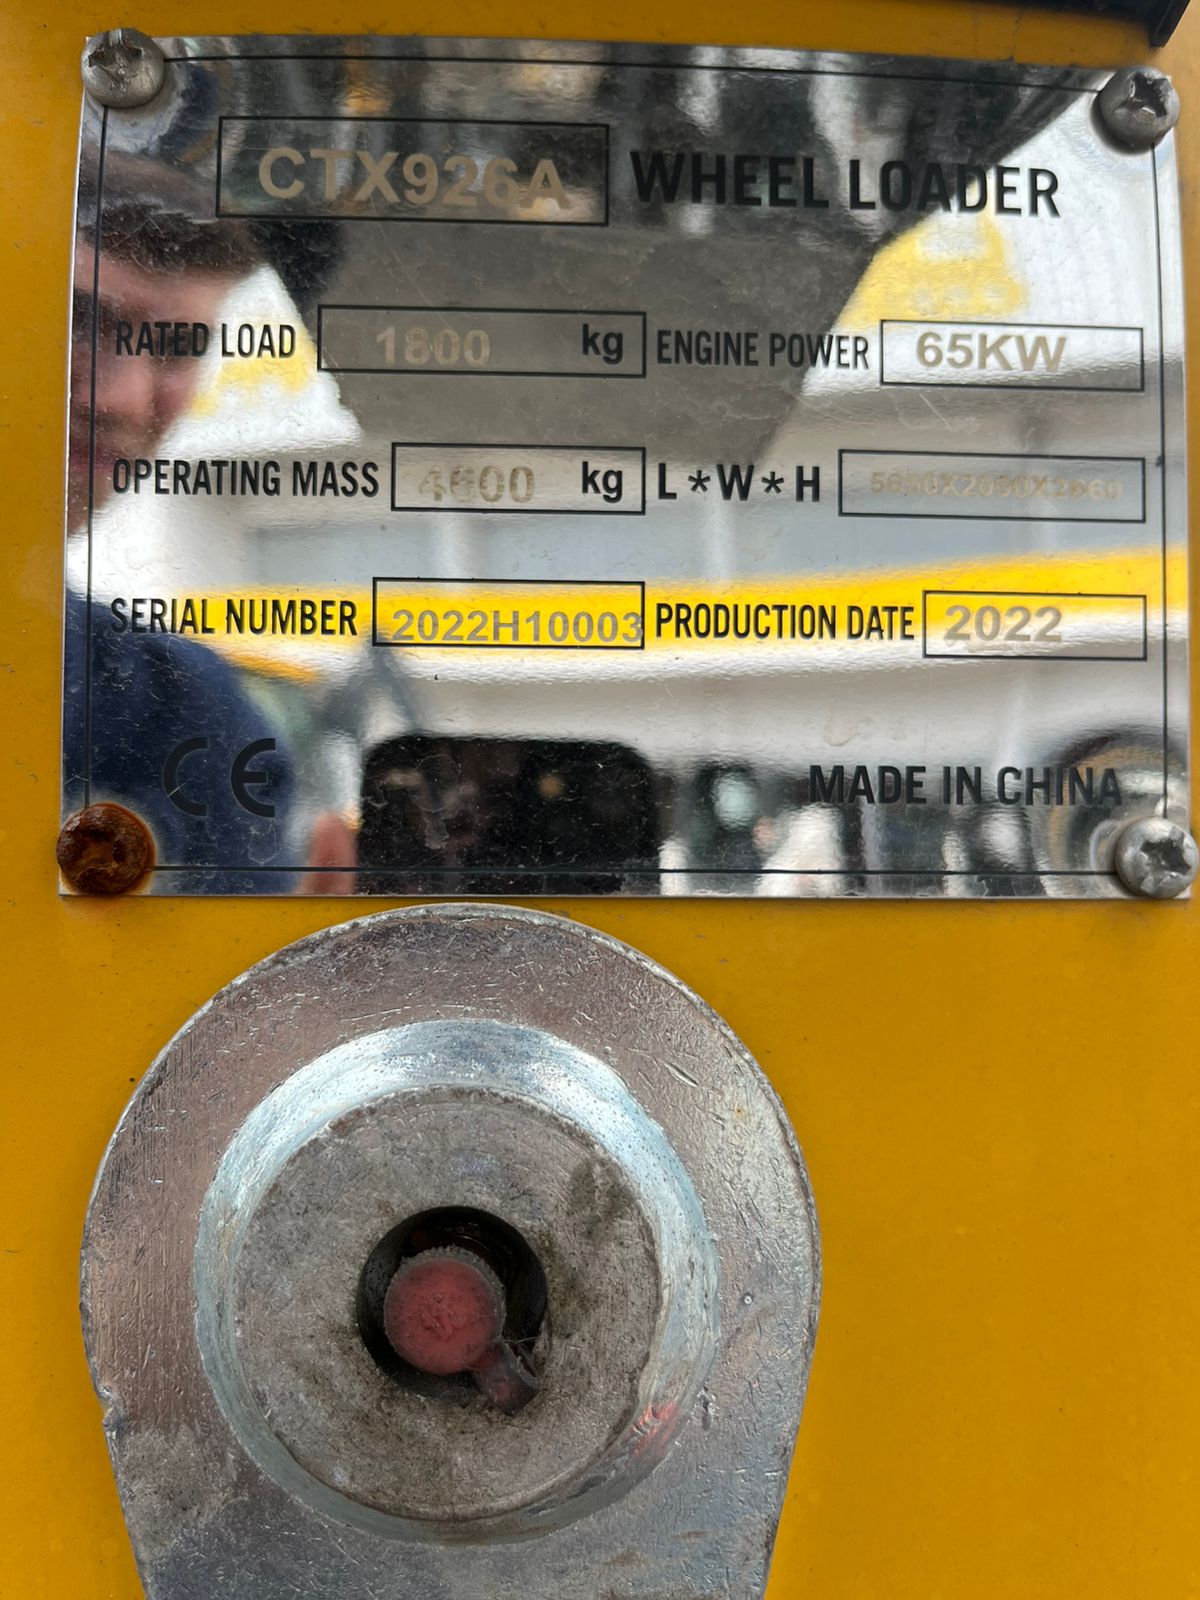 CTX926A WHEEL LOADER
RATED LOAD 1800 kg ENGINE POWER 65KW
OPERATING MASS 4600 kg L*W*H 5650X2000X2660
SERIAL NUMBER 2022H10003 PRODUCTION DATE 2022
CE MADE IN CHINA